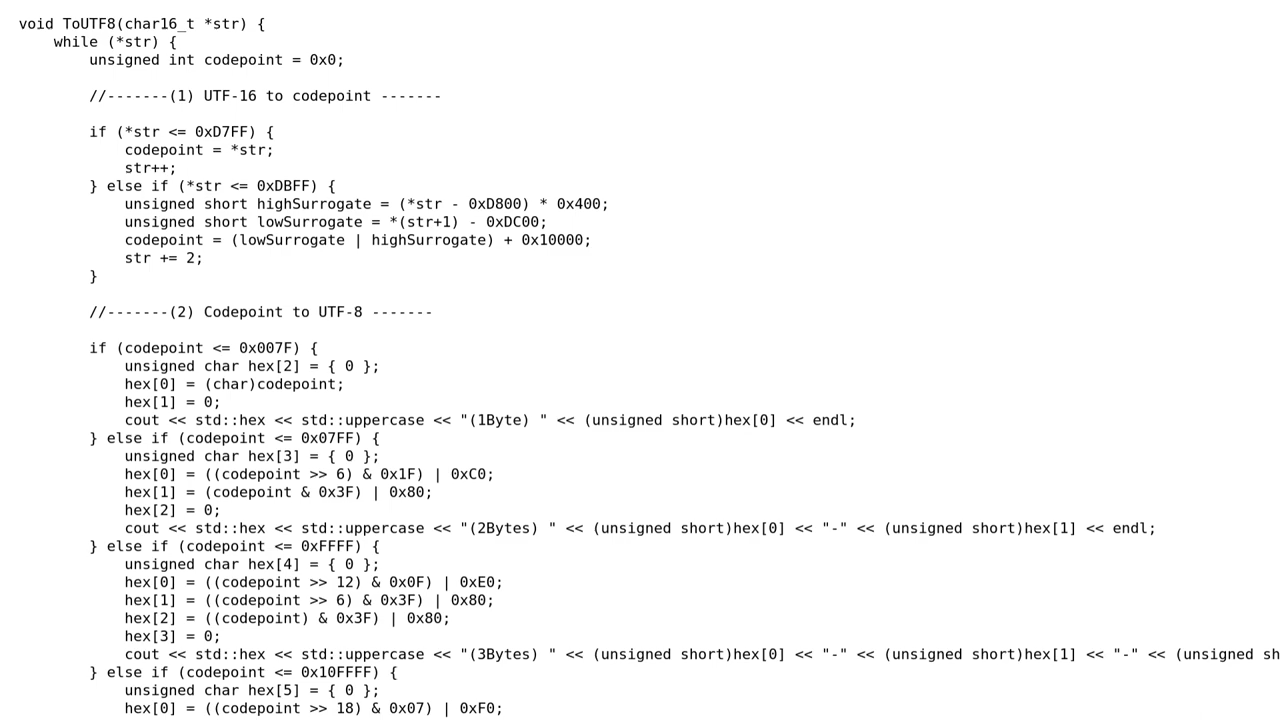 void ToUTF8(char16_t *str) {
    while (*str) {
        unsigned int codepoint = 0x0;

        //-------(1) UTF-16 to codepoint -------

        if (*str <= 0xD7FF) {
            codepoint = *str;
            str++;
        } else if (*str <= 0xDBFF) {
            unsigned short highSurrogate = (*str - 0xD800) * 0x400;
            unsigned short lowSurrogate = *(str+1) - 0xDC00;
            codepoint = (lowSurrogate | highSurrogate) + 0x10000;
            str += 2;
        }

        //-------(2) Codepoint to UTF-8 -------

        if (codepoint <= 0x007F) {
            unsigned char hex[2] = { 0 };
            hex[0] = (char)codepoint;
            hex[1] = 0;
            cout << std::hex << std::uppercase << "(1Byte) " << (unsigned short)hex[0] << endl;
        } else if (codepoint <= 0x07FF) {
            unsigned char hex[3] = { 0 };
            hex[0] = ((codepoint >> 6) & 0x1F) | 0xC0;
            hex[1] = (codepoint & 0x3F) | 0x80;
            hex[2] = 0;
            cout << std::hex << std::uppercase << "(2Bytes) " << (unsigned short)hex[0] << "-" << (unsigned short)hex[1] << endl;
        } else if (codepoint <= 0xFFFF) {
            unsigned char hex[4] = { 0 };
            hex[0] = ((codepoint >> 12) & 0x0F) | 0xE0;
            hex[1] = ((codepoint >> 6) & 0x3F) | 0x80;
            hex[2] = ((codepoint) & 0x3F) | 0x80;
            hex[3] = 0;
            cout << std::hex << std::uppercase << "(3Bytes) " << (unsigned short)hex[0] << "-" << (unsigned short)hex[1] << "-" << (unsigned sh
        } else if (codepoint <= 0x10FFFF) {
            unsigned char hex[5] = { 0 };
            hex[0] = ((codepoint >> 18) & 0x07) | 0xF0;